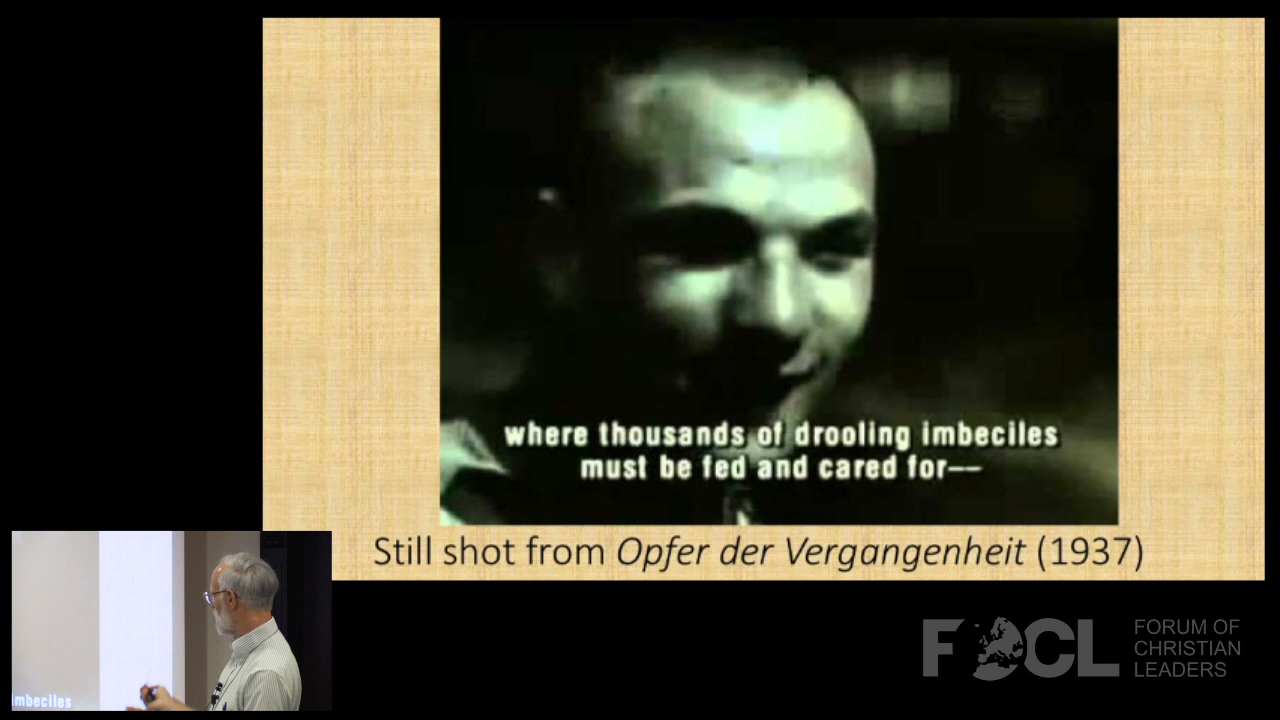 where thousands of drooling imbeciles
must be fed and cared for--
Still shot from Opfer der Vergangenheit (1937)
imbeciles
FOCL
FORUM OF
CHRISTIAN
LEADERS